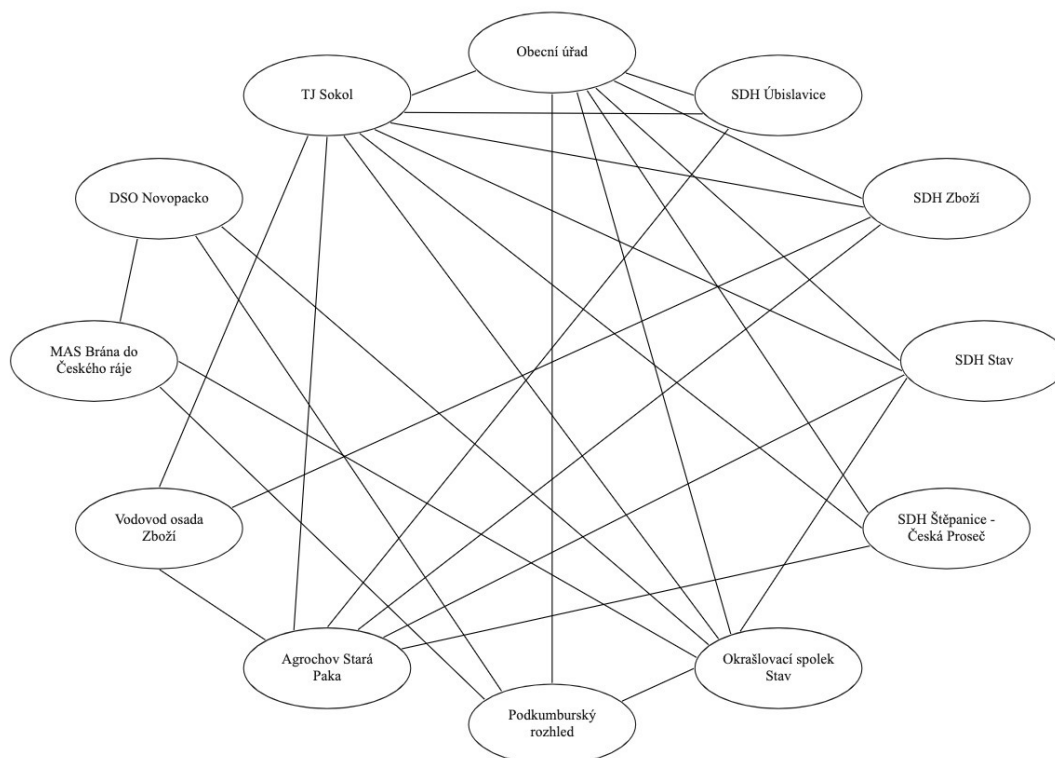 Obecní úřad
TJ Sokol
SDH Úbislavice
DSO Novopacko
SDH Zboží
MAS Brána do
Českého ráje
SDH Stav
Vodovod osada
Zboží
SDH Štěpanice -
Česká Proseč
Agrochov Stará
Paka
Okrašlovací spolek
Stav
Podkumburský
rozhled